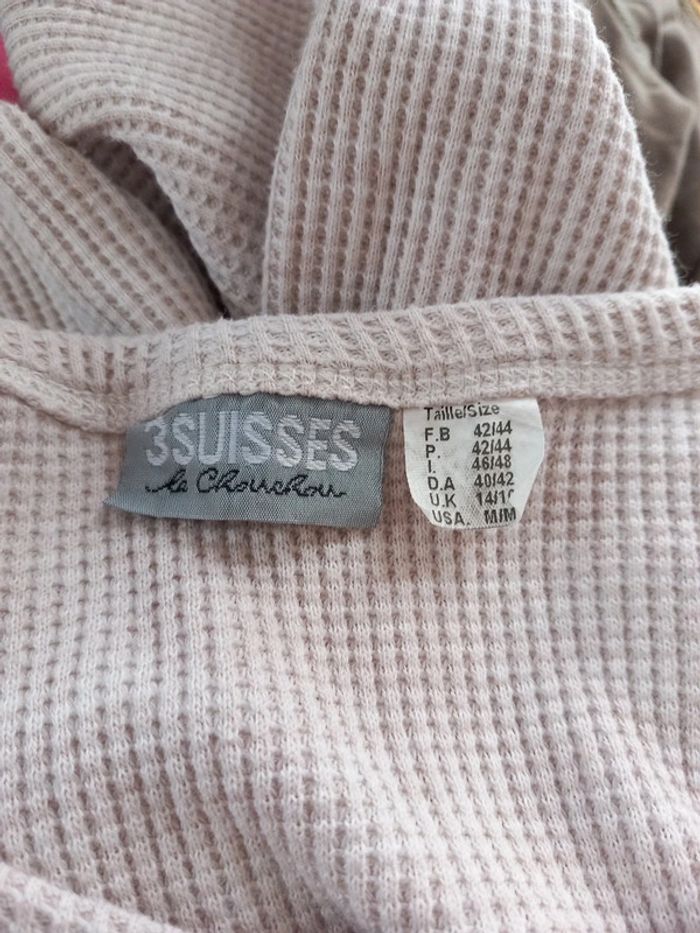 3SUISSES
le Chouchou
Taille/Size
F.B 42/44
P. 42/44
I. 46/48
D.A 40/42
U.K 14/1
USA. M/M